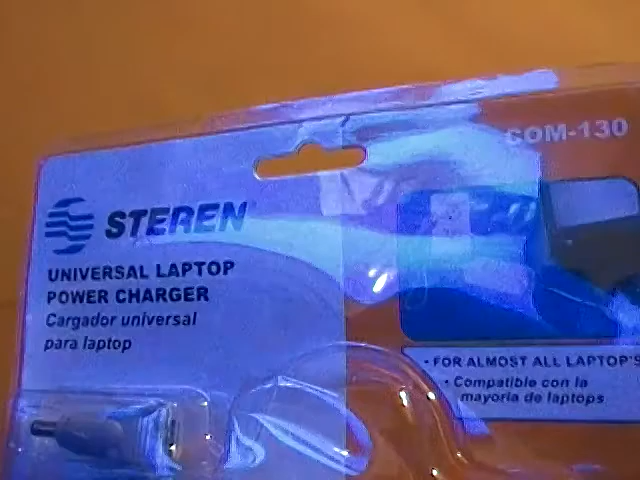 COM-130
STEREN
UNIVERSAL LAPTOP
POWER CHARGER
Cargador universal
para laptop
• FOR ALMOST ALL LAPTOP'S
• Compatible con la
mayoria de laptops